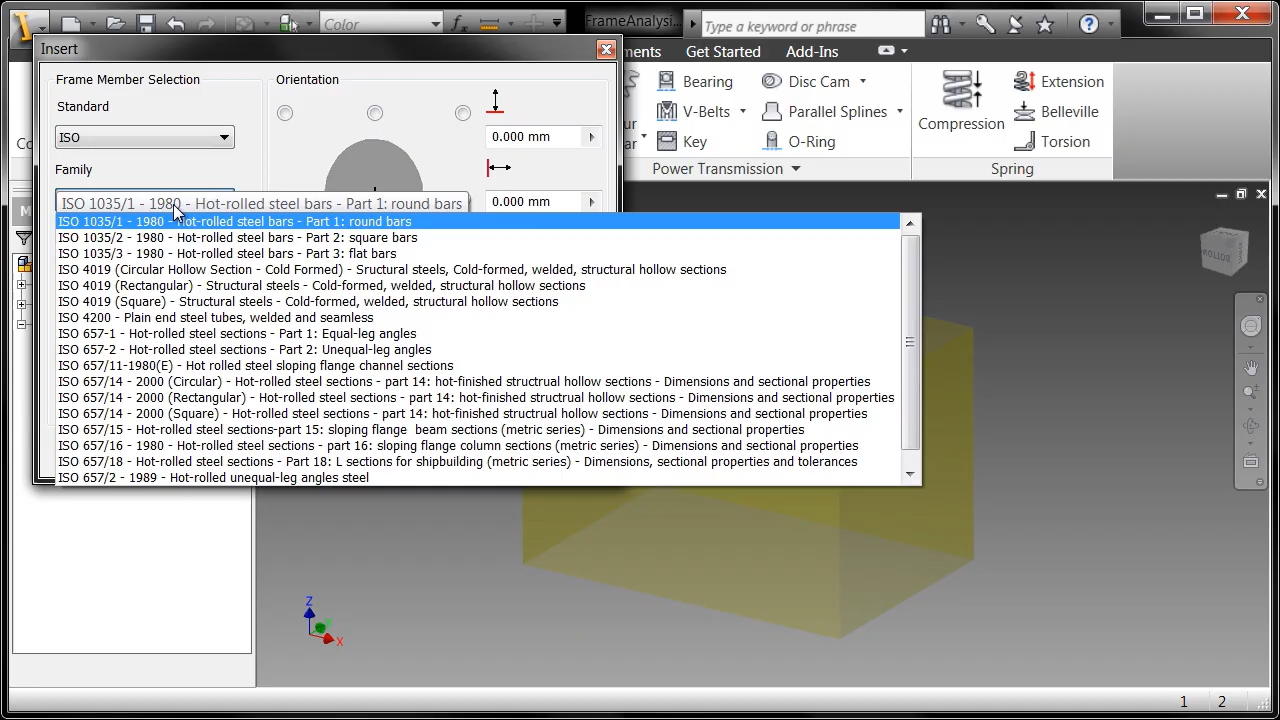 Color
FrameAnalysi...
Type a keyword or phrase
Insert
ments Get Started Add-Ins
Frame Member Selection
Orientation
Standard
ISO
0.000 mm
Family
0.000 mm
Bearing
Disc Cam
V-Belts
Parallel Splines
Key
O-Ring
Power Transmission
Compression
Extension
Belleville
Torsion
Spring
ISO 1035/1 - 1980 - Hot-rolled steel bars - Part 1: round bars
ISO 1035/1 - 1980 - Hot-rolled steel bars - Part 1: round bars
ISO 1035/2 - 1980 - Hot-rolled steel bars - Part 2: square bars
ISO 1035/3 - 1980 - Hot-rolled steel bars - Part 3: flat bars
ISO 4019 (Circular Hollow Section - Cold Formed) - Sructural steels, Cold-formed, welded, structural hollow sections
ISO 4019 (Rectangular) - Structural steels - Cold-formed, welded, structural hollow sections
ISO 4019 (Square) - Structural steels - Cold-formed, welded, structural hollow sections
ISO 4200 - Plain end steel tubes, welded and seamless
ISO 657-1 - Hot-rolled steel sections - Part 1: Equal-leg angles
ISO 657-2 - Hot-rolled steel sections - Part 2: Unequal-leg angles
ISO 657/11-1980(E) - Hot rolled steel sloping flange channel sections
ISO 657/14 - 2000 (Circular) - Hot-rolled steel sections - part 14: hot-finished structrual hollow sections - Dimensions and sectional properties
ISO 657/14 - 2000 (Rectangular) - Hot-rolled steel sections - part 14: hot-finished structrual hollow sections - Dimensions and sectional properties
ISO 657/14 - 2000 (Square) - Hot-rolled steel sections - part 14: hot-finished structrual hollow sections - Dimensions and sectional properties
ISO 657/15 - Hot-rolled steel sections-part 15: sloping flange beam sections (metric series) - Dimensions and sectional properties
ISO 657/16 - 1980 - Hot-rolled steel sections - part 16: sloping flange column sections (metric series) - Dimensions and sectional properties
ISO 657/18 - Hot-rolled steel sections - Part 18: L sections for shipbuilding (metric series) - Dimensions, sectional properties and tolerances
ISO 657/2 - 1989 - Hot-rolled unequal-leg angles steel
Z
X
1 2